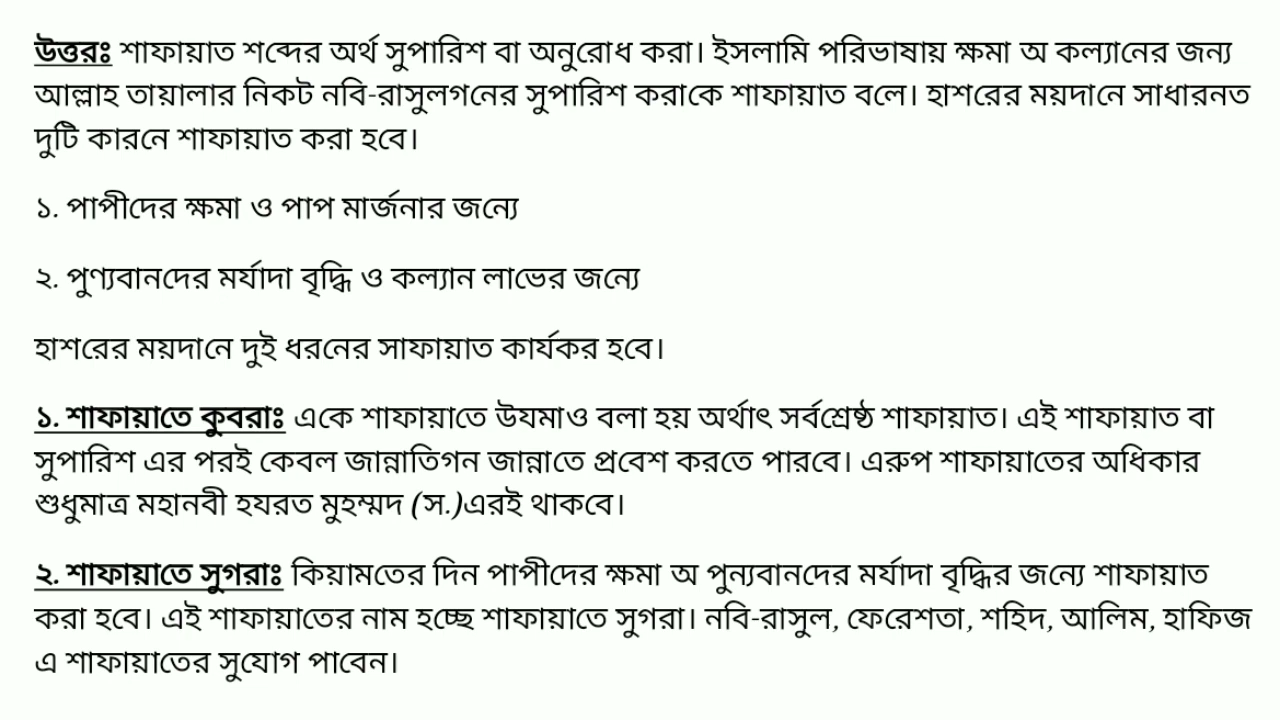 উত্তরঃ শাফায়াত শব্দের অর্থ সুপারিশ বা অনুরোধ করা। ইসলামি পরিভাষায় ক্ষমা অ কল্যানের জন্য
আল্লাহ তায়ালার নিকট নবি-রাসুলগনের সুপারিশ করাকে শাফায়াত বলে। হাশরের ময়দানে সাধারনত
দুটি কারনে শাফায়াত করা হবে।
১. পাপীদের ক্ষমা ও পাপ মার্জনার জন্যে
২. পুণ্যবানদের মর্যাদা বৃদ্ধি ও কল্যান লাভের জন্যে
হাশরের ময়দানে দুই ধরনের সাফায়াত কার্যকর হবে।
১. শাফায়াতে কুবরাঃ একে শাফায়াতে উযমাও বলা হয় অর্থাৎ সর্বশ্রেষ্ঠ শাফায়াত। এই শাফায়াত বা
সুপারিশ এর পরই কেবল জান্নাতিগন জান্নাতে প্রবেশ করতে পারবে। এরুপ শাফায়াতের অধিকার
শুধুমাত্র মহানবী হযরত মুহম্মদ (স.)এরই থাকবে।
২. শাফায়াতে সুগরাঃ কিয়ামতের দিন পাপীদের ক্ষমা অ পুন্যবানদের মর্যাদা বৃদ্ধির জন্যে শাফায়াত
করা হবে। এই শাফায়াতের নাম হচ্ছে শাফায়াতে সুগরা। নবি-রাসুল, ফেরেশতা, শহিদ, আলিম, হাফিজ
এ শাফায়াতের সুযোগ পাবেন।